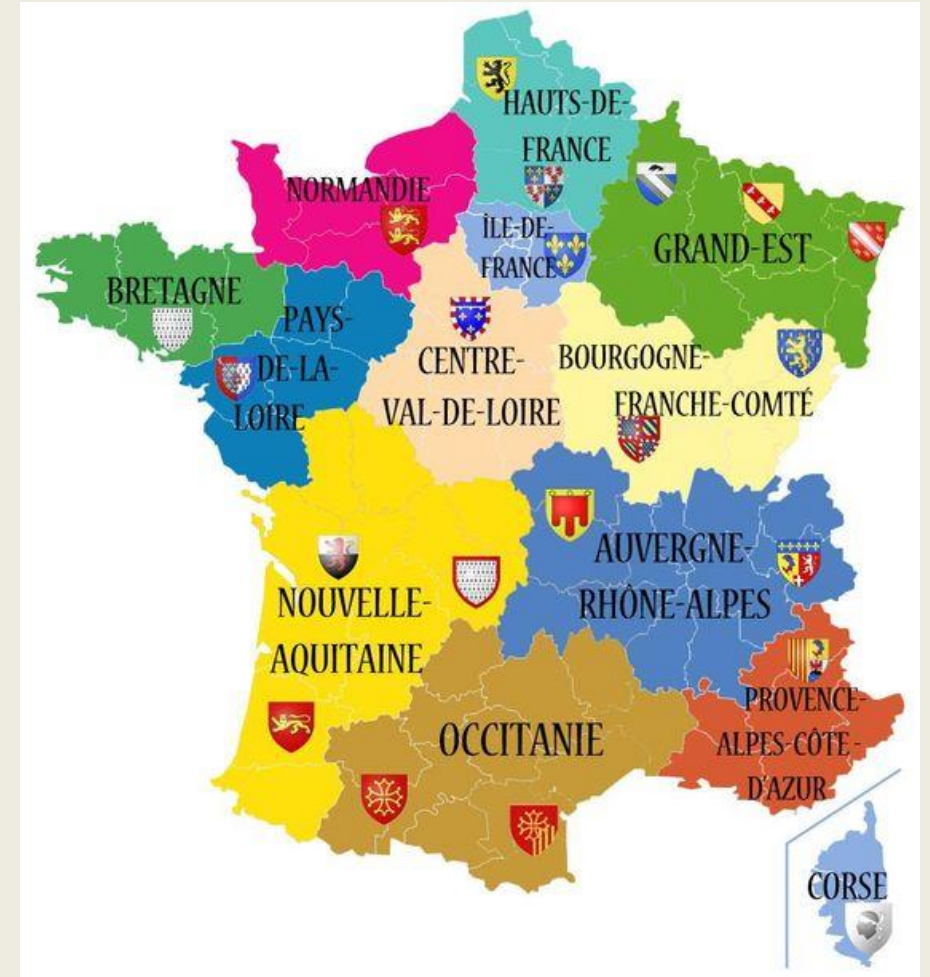 HAUTS-DE-
FRANCE
NORMANDIE
ÎLE-DE-
FRANCE
GRAND-EST
BRETAGNE
PAYS-
DE-LA-
LOIRE
CENTRE-
VAL-DE-LOIRE
BOURGOGNE-
FRANCHE-COMTÉ
AUVERGNE-
RHÔNE-ALPES
NOUVELLE-
AQUITAINE
OCCITANIE
PROVENCE-
ALPES-CÔTE-
D'AZUR
CORSE